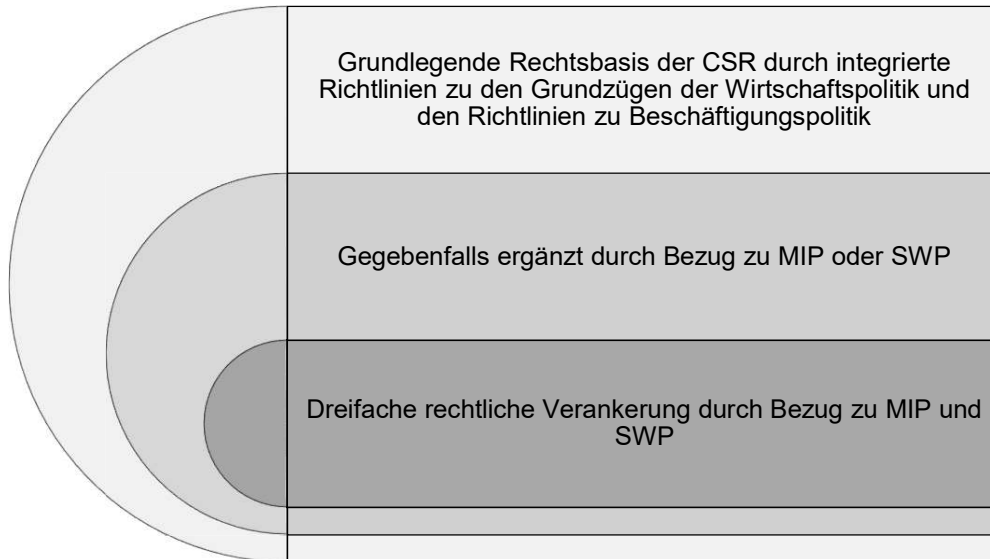 Grundlegende Rechtsbasis der CSR durch integrierte
Richtlinien zu den Grundzügen der Wirtschaftspolitik und
den Richtlinien zu Beschäftigungspolitik
Gegebenfalls ergänzt durch Bezug zu MIP oder SWP
Dreifache rechtliche Verankerung durch Bezug zu MIP und
SWP